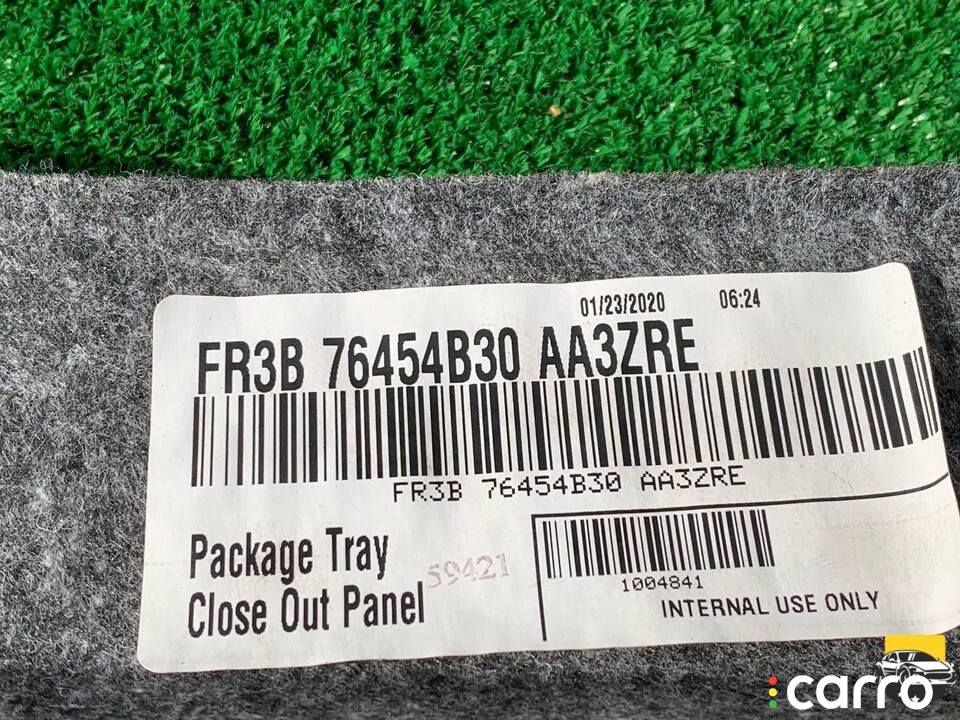 01/23/2020 06:24
FR3B 76454B30 AA3ZRE
FR3B 76454B30 AA3ZRE
Package Tray
Close Out Panel
59421
1004841
INTERNAL USE ONLY
carro